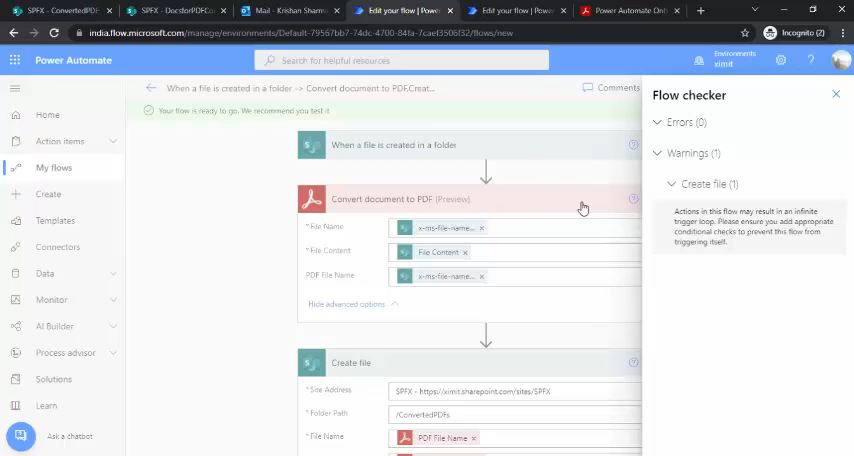 SPFX - ConvertedPDFs
SPFX - DocsforPDFCon
Mail - Krishan Sharma
Edit your flow | Power
Edit your flow | Power
Power Automate Onl
india.flow.microsoft.com/manage/environments/Default-79567bb7-74dc-4700-84fa-7caef3506f32/flows/new
Incognito (2)
Power Automate
Search for helpful resources
Environments
ximit
When a file is created in a folder -> Convert document to PDF,Creat...
Comments
Flow checker
Your flow is ready to go. We recommend you test it
Errors (0)
Warnings (1)
Create file (1)
Actions in this flow may result in an infinite
trigger loop. Please ensure you add appropriate
conditional checks to prevent this flow from
triggering itself.
Home
Action items
My flows
Create
Templates
Connectors
Data
Monitor
AI Builder
Process advisor
Solutions
Learn
Ask a chatbot
When a file is created in a folder
Convert document to PDF [Preview]
* File Name
x-ms-file-name...
* File Content
File Content
PDF File Name
x-ms-file-name...
Hide advanced options
Create file
* Site Address
SPFX - https://ximit.sharepoint.com/sites/SPFX
* Folder Path
/ConvertedPDFs
* File Name
PDF File Name